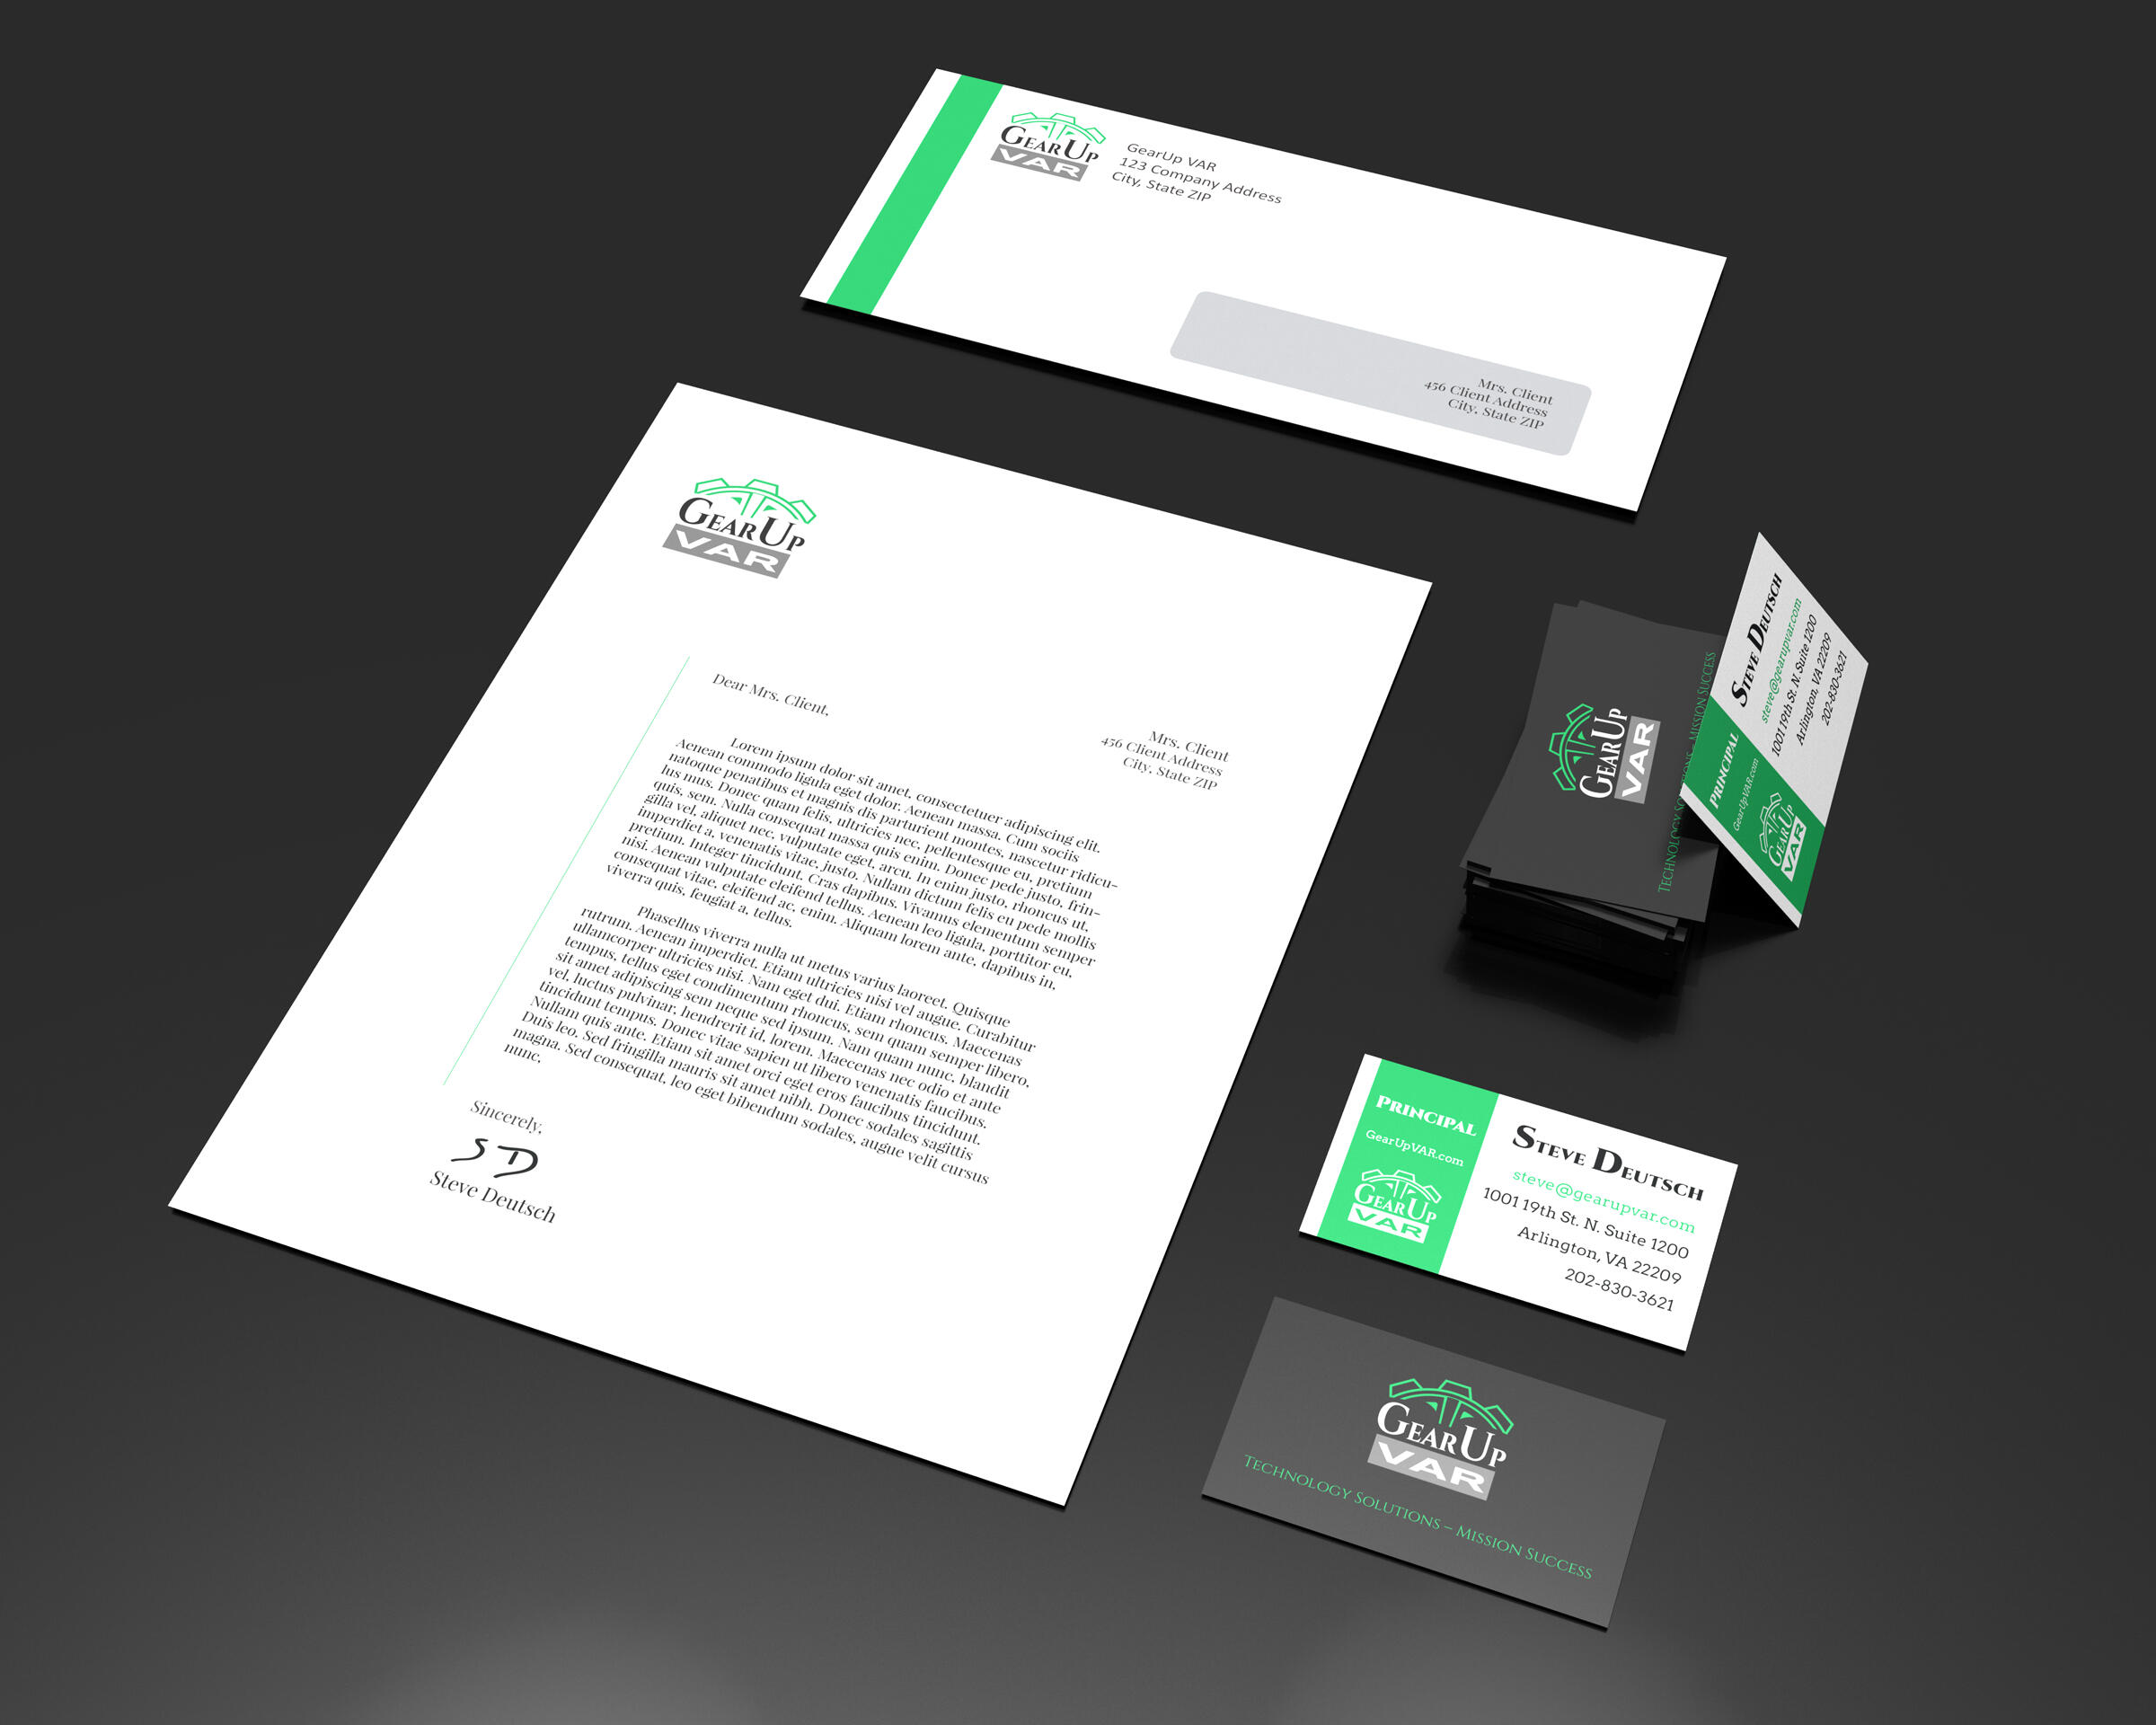 GearUp
VAR
GearUp VAR
123 Company Address
City, State ZIP
Mrs. Client
456 Client Address
City, State ZIP
GearUp
VAR
Dear Mrs. Client,
Mrs. Client
456 Client Address
City, State ZIP
Lorem ipsum dolor sit amet, consectetuer adipiscing elit.
Aenean commodo ligula eget dolor. Aenean massa. Cum sociis
natoque penatibus et magnis dis parturient montes, nascetur ridicu-
lus mus. Donec quam felis, ultricies nec, pellentesque eu, pretium
quis, sem. Nulla consequat massa quis enim. Donec pede justo, frin-
gilla vel, aliquet nec, vulputate eget, arcu. In enim justo, rhoncus ut,
imperdiet a, venenatis vitae, justo. Nullam dictum felis eu pede mollis
pretium. Integer tincidunt. Cras dapibus. Vivamus elementum semper
nisi. Aenean vulputate eleifend tellus. Aenean leo ligula, porttitor eu,
consequat vitae, eleifend ac, enim. Aliquam lorem ante, dapibus in,
viverra quis, feugiat a, tellus.
Phasellus viverra nulla ut metus varius laoreet. Quisque
rutrum. Aenean imperdiet. Etiam ultricies nisi vel augue. Curabitur
ullamcorper ultricies nisi. Nam eget dui. Etiam rhoncus. Maecenas
tempus, tellus eget condimentum rhoncus, sem quam semper libero,
sit amet adipiscing sem neque sed ipsum. Nam quam nunc, blandit
vel, luctus pulvinar, hendrerit id, lorem. Maecenas nec odio et ante
tincidunt tempus. Donec vitae sapien ut libero venenatis faucibus.
Nullam quis ante. Etiam sit amet orci eget eros faucibus tincidunt.
Duis leo. Sed fringilla mauris sit amet nibh. Donec sodales sagittis
magna. Sed consequat, leo eget bibendum sodales, augue velit cursus
nunc,
Sincerely,
SD
Steve Deutsch
GearUp
VAR
Technology So
ions – Mission Success
Steve Deutsch
steve@gearupvar.com
1001 19th St. N. Suite 1200
Arlington, VA 22209
202-830-3621
Principal
GearUpVAR.com
GearUp
VAR
Principal
GearUpVAR.com
GearUp
VAR
Steve Deutsch
steve@gearupvar.com
1001 19th St. N. Suite 1200
Arlington, VA 22209
202-830-3621
GearUp
VAR
Technology Solutions – Mission Success